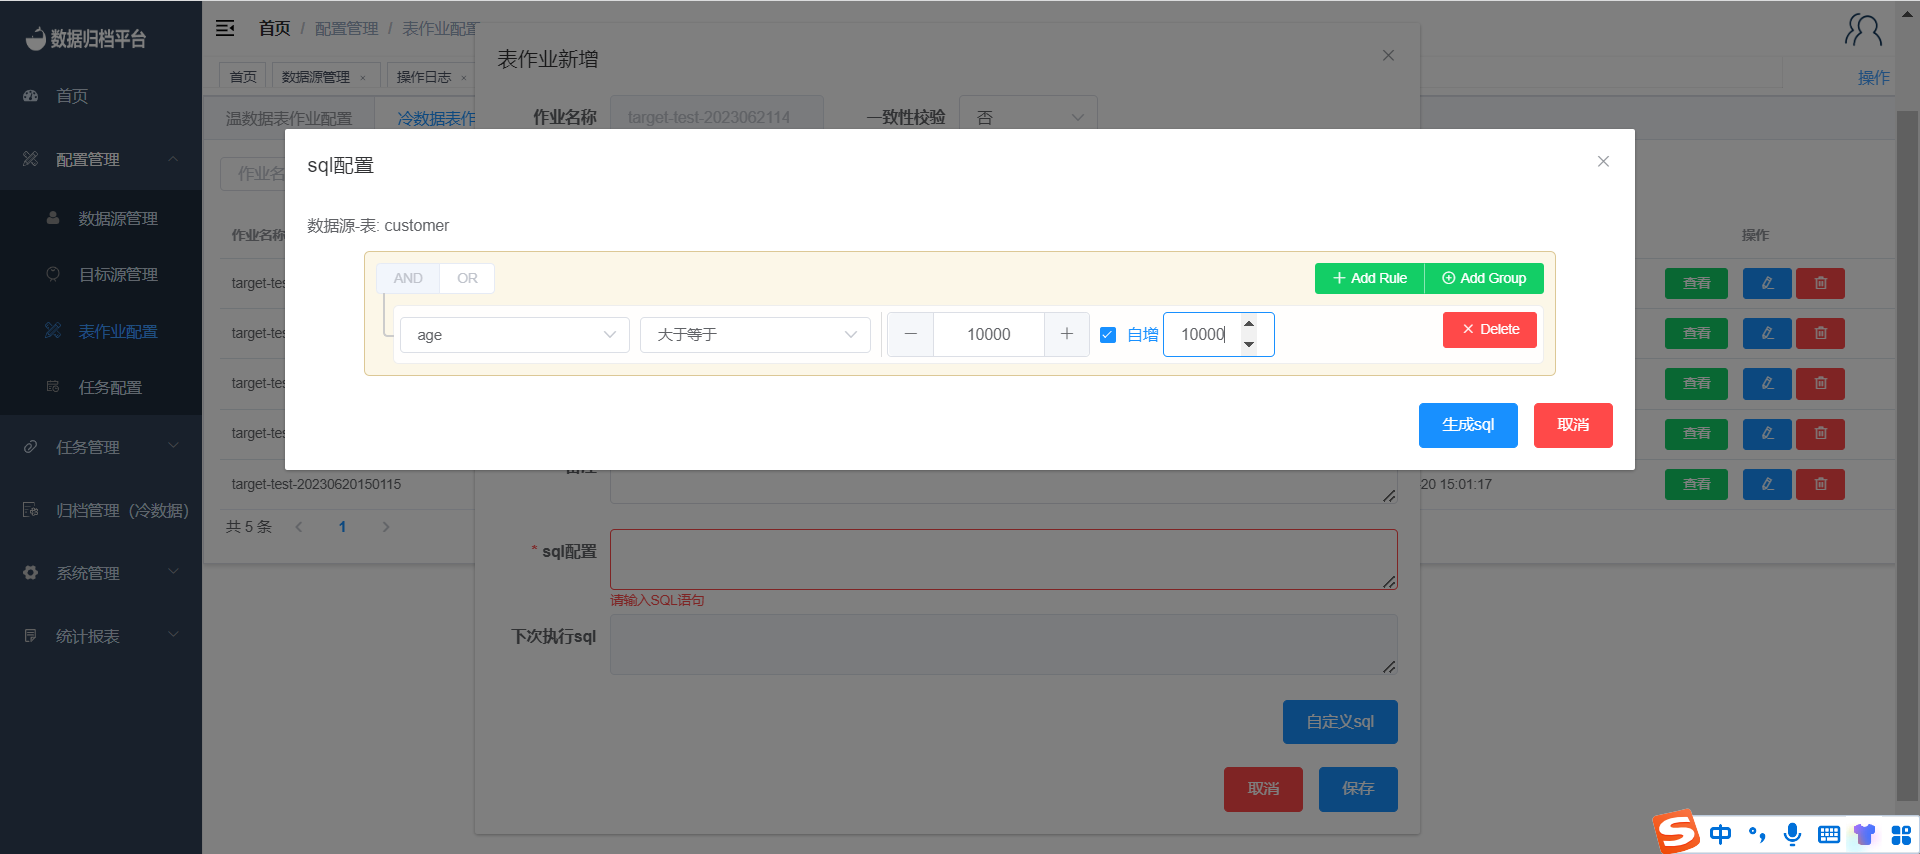 数据归档平台
首页
配置管理
数据源管理
目标源管理
表作业配置
任务配置
任务管理
归档管理（冷数据）
系统管理
统计报表
首页 / 配置管理 / 表作业配置
首页
数据源管理 ×
操作日志 ×
操作
温数据表作业配置
冷数据表作
作业名
作业名称
操作
target-tes
查看
target-tes
查看
target-tes
查看
target-tes
查看
target-test-20230620150115
20 15:01:17
查看
共 5 条
1
表作业新增
作业名称
target-test-2023062114
一致性校验
否
sql配置
数据源-表: customer
AND
OR
Add Rule
Add Group
age
大于等于
10000
自增
10000
Delete
生成sql
取消
* sql配置
请输入SQL语句
下次执行sql
自定义sql
取消
保存
中